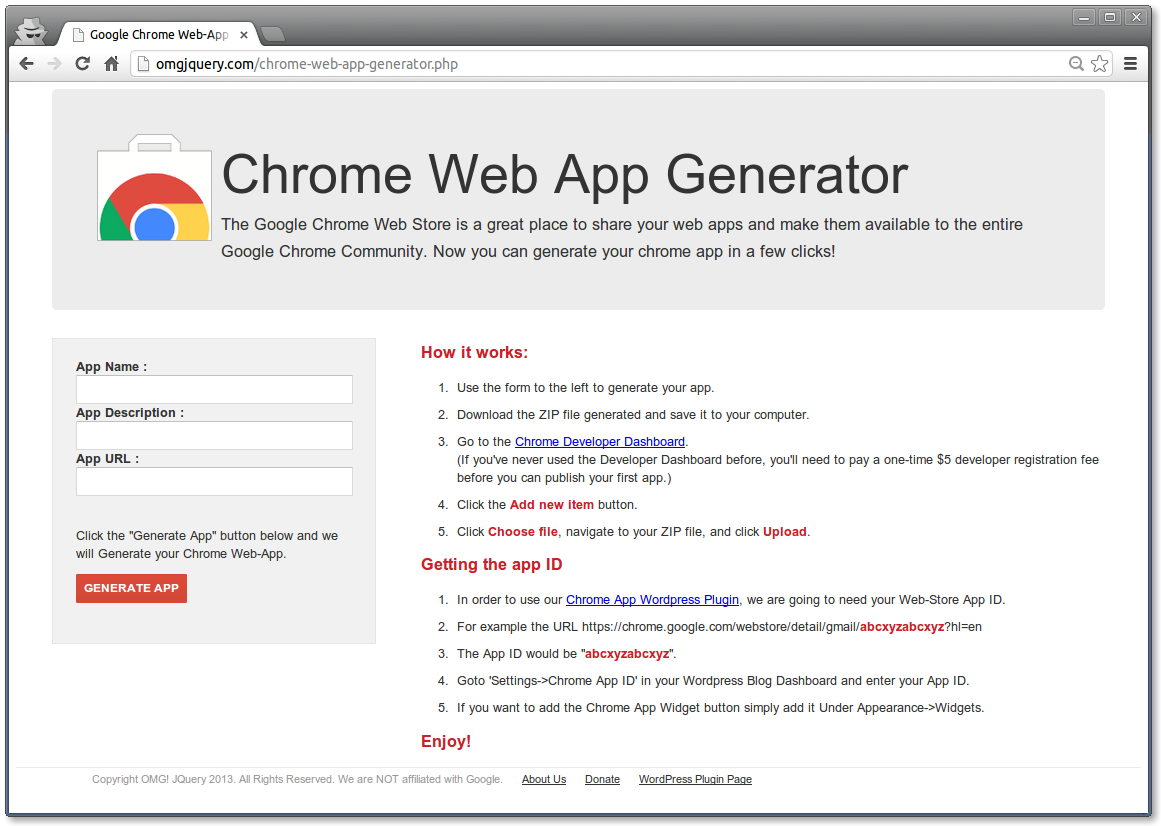 Google Chrome Web-App
omgjquery.com/chrome-web-app-generator.php
Chrome Web App Generator
The Google Chrome Web Store is a great place to share your web apps and make them available to the entire
Google Chrome Community. Now you can generate your chrome app in a few clicks!
App Name :
App Description :
App URL :
Click the "Generate App" button below and we
will Generate your Chrome Web-App.
GENERATE APP
How it works:
1. Use the form to the left to generate your app.
2. Download the ZIP file generated and save it to your computer.
3. Go to the Chrome Developer Dashboard.
(If you've never used the Developer Dashboard before, you'll need to pay a one-time $5 developer registration fee
before you can publish your first app.)
4. Click the Add new item button.
5. Click Choose file, navigate to your ZIP file, and click Upload.
Getting the app ID
1. In order to use our Chrome App Wordpress Plugin, we are going to need your Web-Store App ID.
2. For example the URL https://chrome.google.com/webstore/detail/gmail/abcxyzabcxyz?hl=en
3. The App ID would be "abcxyzabcxyz".
4. Goto 'Settings->Chrome App ID' in your Wordpress Blog Dashboard and enter your App ID.
5. If you want to add the Chrome App Widget button simply add it Under Appearance->Widgets.
Enjoy!
Copyright OMG! JQuery 2013. All Rights Reserved. We are NOT affiliated with Google. About Us Donate WordPress Plugin Page